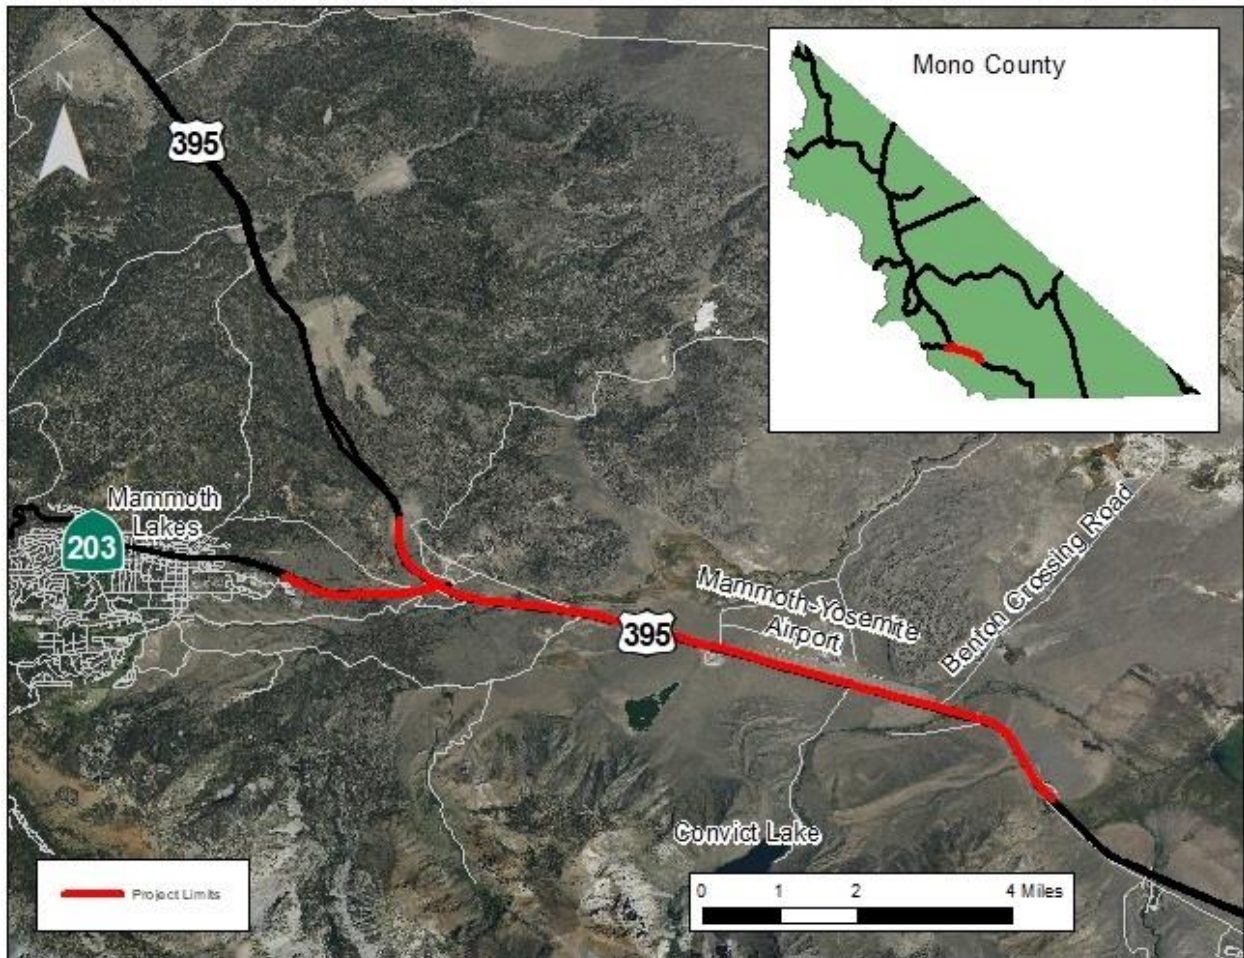 Mono County
N
395
Mammoth
Lakes
203
395
Mammoth-Yosemite
Airport
Benton Crossing Road
Convict Lake
Project Limits
0 1 2 4 Miles